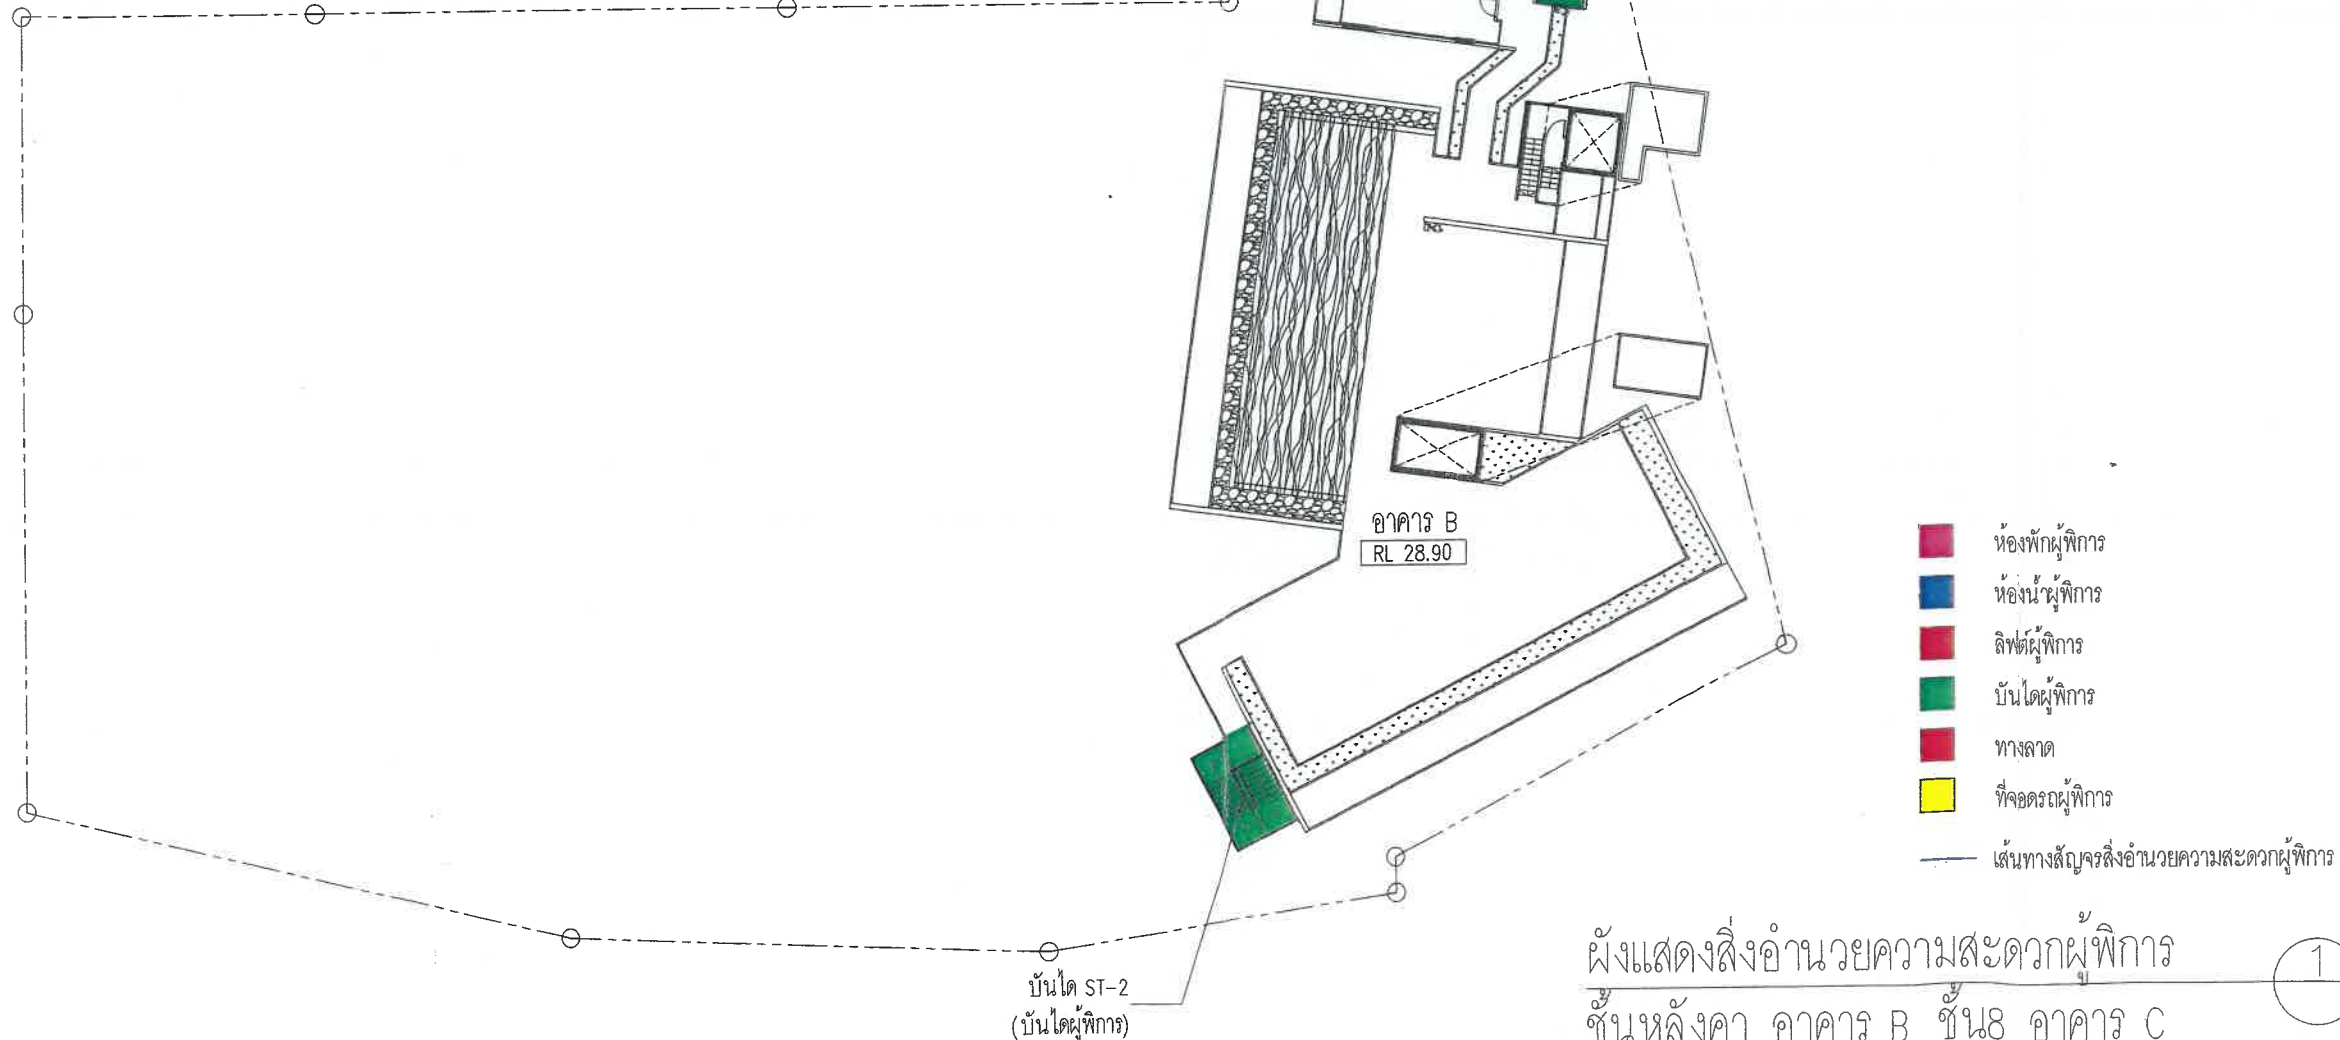 อาคาร B
RL 28.90
ห้องพักผู้พิการ
ห้องน้ำผู้พิการ
ลิฟต์ผู้พิการ
บันไดผู้พิการ
ทางลาด
ที่จอดรถผู้พิการ
เส้นทางสัญจรสิ่งอำนวยความสะดวกผู้พิการ
บันได ST-2
(บันไดผู้พิการ)
ผังแสดงสิ่งอำนวยความสะดวกผู้พิการ
1
ชั้นหลังคา อาคาร B ชั้น8 อาคาร C